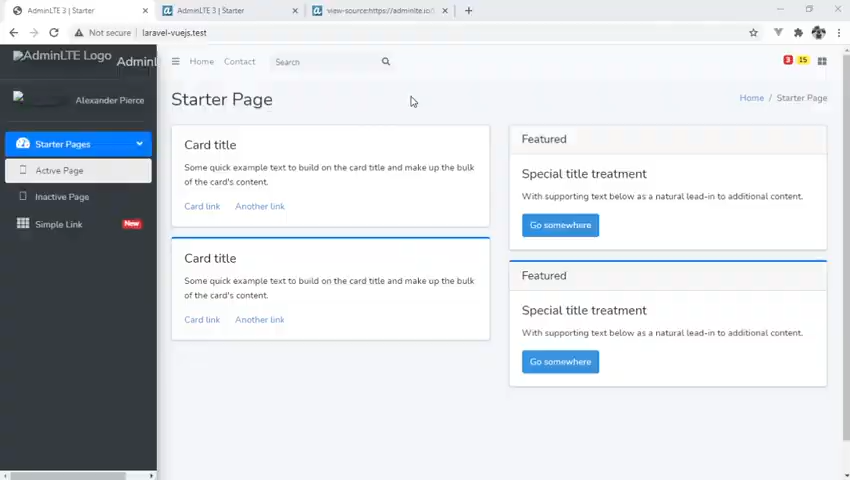 AdminLTE 3 | Starter
AdminLTE 3 | Starter
view-source:https://adminlte.io/
Not secure
laravel-vuejs.test
AdminLTE Logo
AdminL
Home
Contact
Search
3
15
Alexander Pierce
Starter Page
Home / Starter Page
Starter Pages
Active Page
Inactive Page
Simple Link
New
Card title
Some quick example text to build on the card title and make up the bulk
of the card's content.
Card link
Another link
Card title
Some quick example text to build on the card title and make up the bulk
of the card's content.
Card link
Another link
Featured
Special title treatment
With supporting text below as a natural lead-in to additional content.
Go somewhere
Featured
Special title treatment
With supporting text below as a natural lead-in to additional content.
Go somewhere